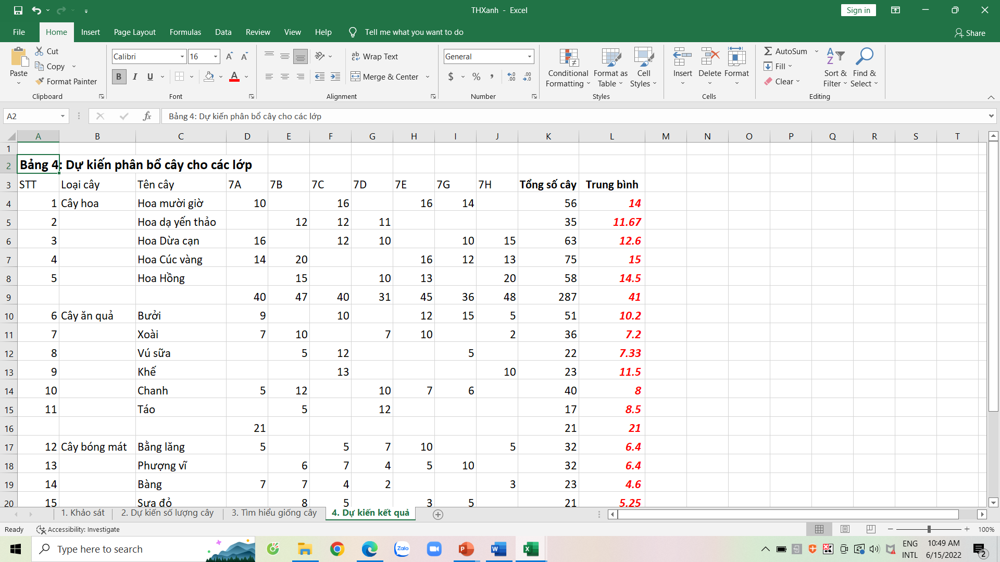 THXanh - Excel
Sign in
File Home Insert Page Layout Formulas Data Review View Help Tell me what you want to do Share
Paste
Cut
Copy
Format Painter
Clipboard
Calibri 16
B I U
Font
Wrap Text
Merge & Center
Alignment
General
$ % ,
Number
Conditional Formatting
Format as Table
Cell Styles
Styles
Insert Delete Format
Cells
AutoSum
Fill
Clear
Sort & Filter
Find & Select
Editing
A2 fx Bảng 4: Dự kiến phân bổ cây cho các lớp
A B C D E F G H I J K L M N O P Q R S T
1
2 Bảng 4: Dự kiến phân bổ cây cho các lớp
3 STT Loại cây Tên cây 7A 7B 7C 7D 7E 7G 7H Tổng số cây Trung bình
4 1 Cây hoa Hoa mười giờ 10 16 16 14 56 14
5 2 Hoa dạ yến thảo 12 12 11 35 11.67
6 3 Hoa Dừa cạn 16 12 10 10 15 63 12.6
7 4 Hoa Cúc vàng 14 20 16 12 13 75 15
8 5 Hoa Hồng 15 10 13 20 58 14.5
9 40 47 40 31 45 36 48 287 41
10 6 Cây ăn quả Bưởi 9 10 12 15 5 51 10.2
11 7 Xoài 7 10 7 10 2 36 7.2
12 8 Vú sữa 5 12 5 22 7.33
13 9 Khế 13 10 23 11.5
14 10 Chanh 5 12 10 7 6 40 8
15 11 Táo 5 12 17 8.5
16 21 21 21
17 12 Cây bóng mát Bằng lăng 5 5 7 10 5 32 6.4
18 13 Phượng vĩ 6 7 4 5 10 32 6.4
19 14 Bàng 7 7 4 2 3 23 4.6
20 15 Sưa đỏ 8 5 3 5 21 5.25
1. Khảo sát 2. Dự kiến số lượng cây 3. Tìm hiểu giống cây 4. Dự kiến kết quả
Ready Accessibility: Investigate 100%
Type here to search
Zalo
ENG
INTL
10:49 AM
6/15/2022
2